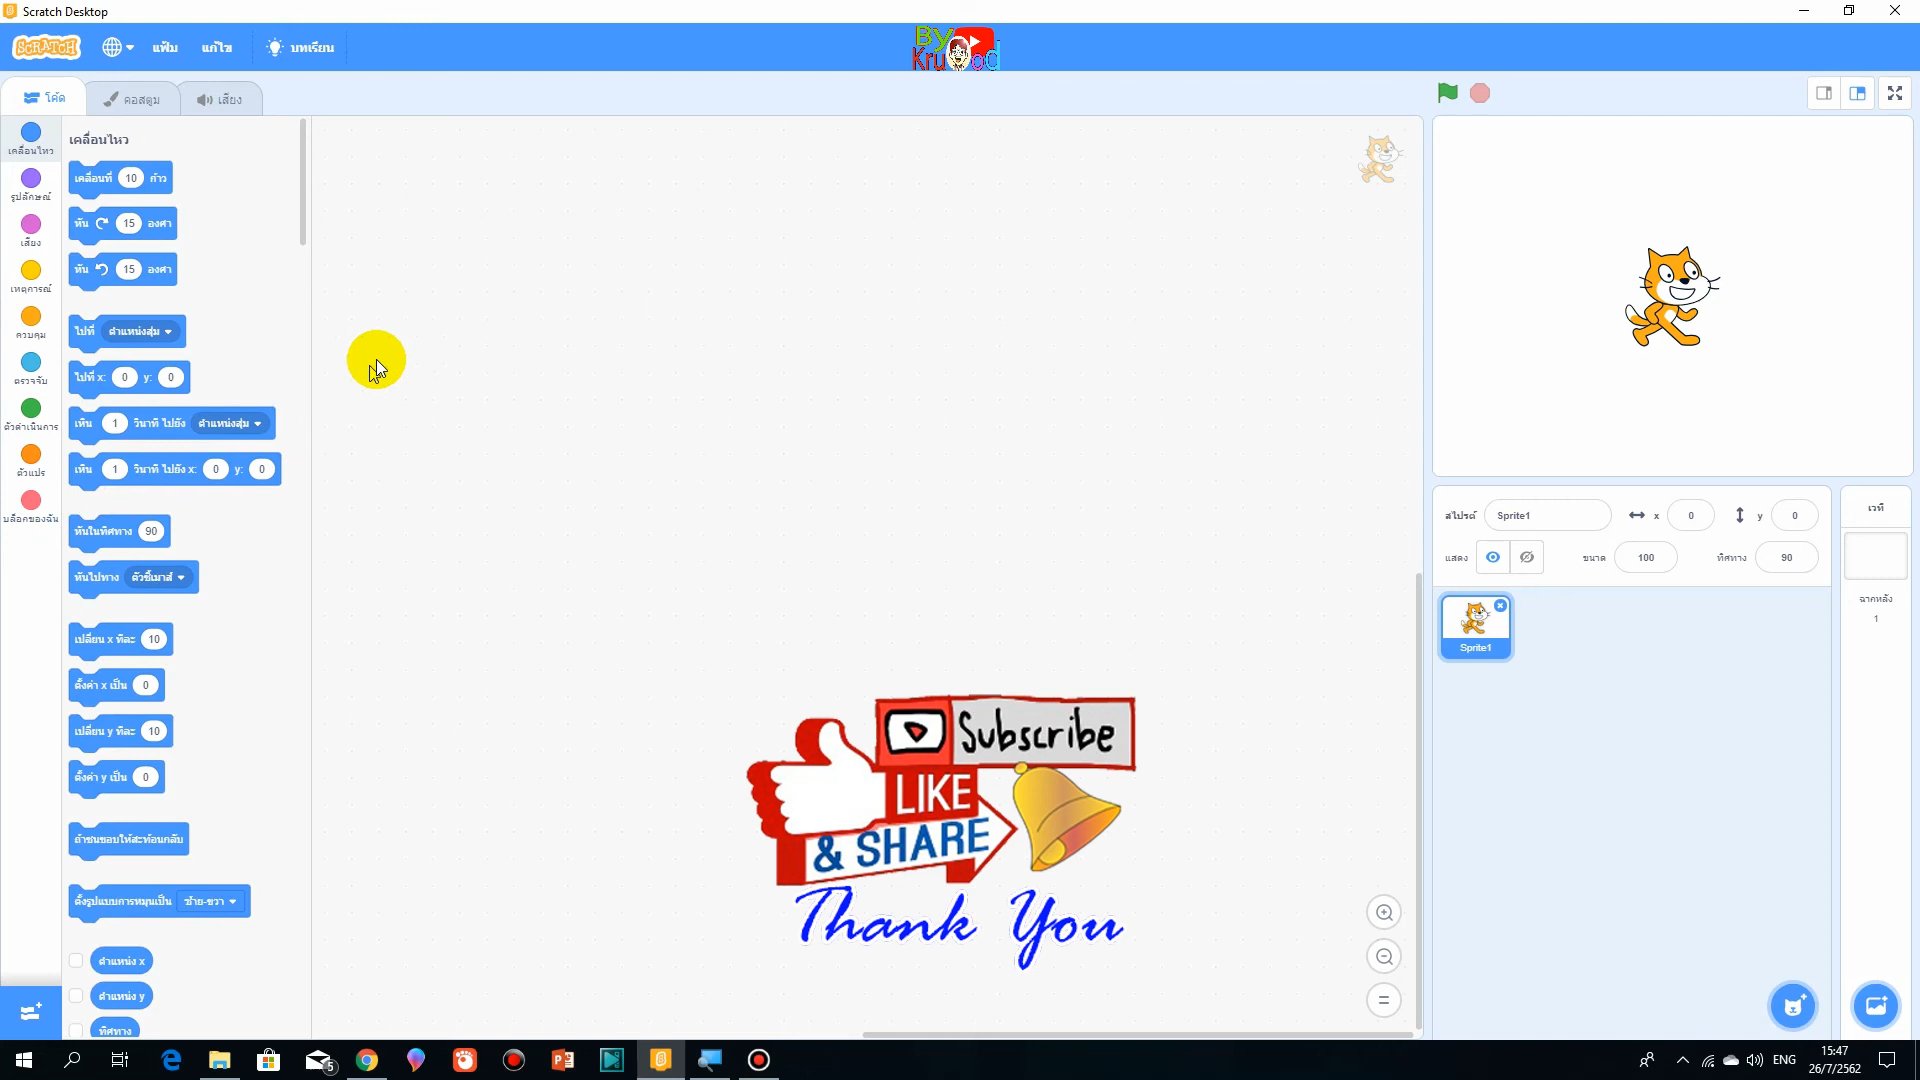 Scratch Desktop
SCRATCH
แฟ้ม
แก้ไข
บทเรียน
By
Kru
od
โค้ด
คอสตูม
เสียง
เคลื่อนไหว
รูปลักษณ์
เสียง
เหตุการณ์
ควบคุม
ตรวจจับ
ตัวดำเนินการ
ตัวแปร
บล็อกของฉัน
เคลื่อนไหว
เคลื่อนที่ 10 ก้าว
หัน 15 องศา
หัน 15 องศา
ไปที่ ตำแหน่งสุ่ม
ไปที่ x: 0 y: 0
เหิน 1 วินาที ไปยัง ตำแหน่งสุ่ม
เหิน 1 วินาที ไปยัง x: 0 y: 0
หันในทิศทาง 90
หันไปทาง ตัวชี้เมาส์
เปลี่ยน x ทีละ 10
ตั้งค่า x เป็น 0
เปลี่ยน y ทีละ 10
ตั้งค่า y เป็น 0
ถ้าชนขอบให้สะท้อนกลับ
ตั้งรูปแบบการหมุนเป็น ซ้าย-ขวา
ตำแหน่ง x
ตำแหน่ง y
ทิศทาง
Subscribe
LIKE
& SHARE
Thank You
สไปรต์ Sprite1 x 0 y 0
แสดง ขนาด 100 ทิศทาง 90
Sprite1
เวที
ฉากหลัง
1
5
ENG
15:47
26/7/2562